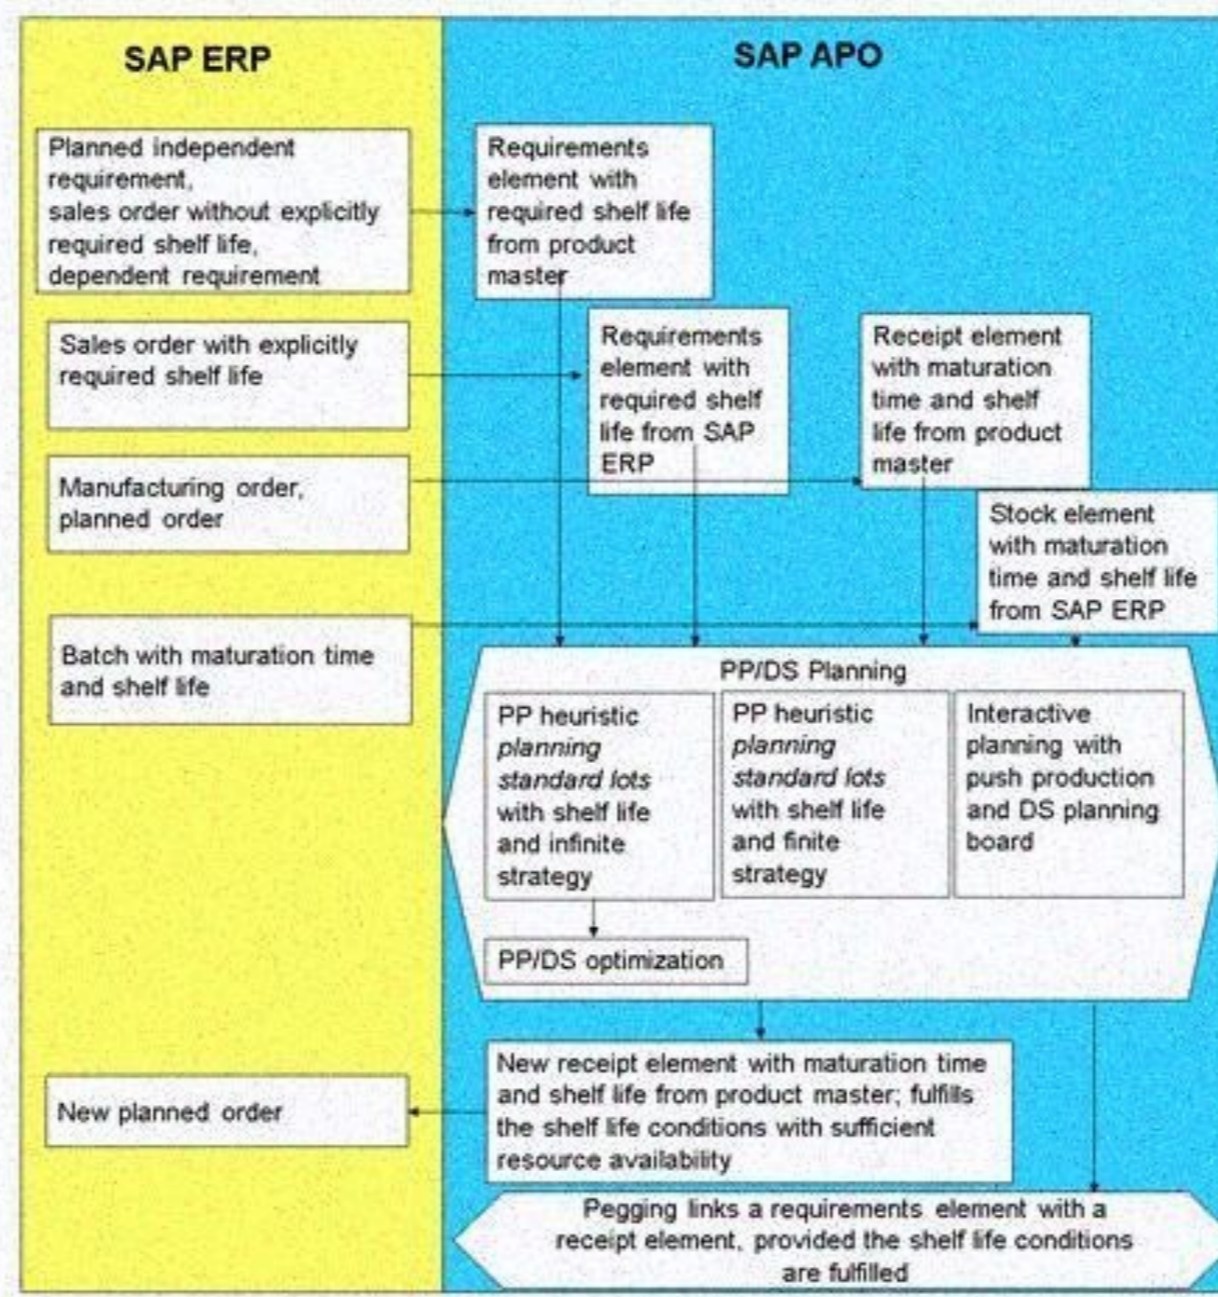 SAP ERP
SAP APO
Planned independent
requirement,
sales order without explicitly
required shelf life,
dependent requirement
Requirements
element with
required shelf life
from product
master
Sales order with explicitly
required shelf life
Requirements
element with
required shelf
life from SAP
ERP
Receipt element
with maturation
time and shelf
life from product
master
Manufacturing order,
planned order
Stock element
with maturation
time and shelf life
from SAP ERP
Batch with maturation time
and shelf life
PP/DS Planning
PP heuristic
planning
standard lots
with shelf life
and infinite
strategy
PP heuristic
planning
standard lots
with shelf life
and finite
strategy
Interactive
planning with
push production
and DS planning
board
PP/DS optimization
New receipt element with maturation time
and shelf life from product master; fulfills
the shelf life conditions with sufficient
resource availability
New planned order
Pegging links a requirements element with a
receipt element, provided the shelf life conditions
are fulfilled